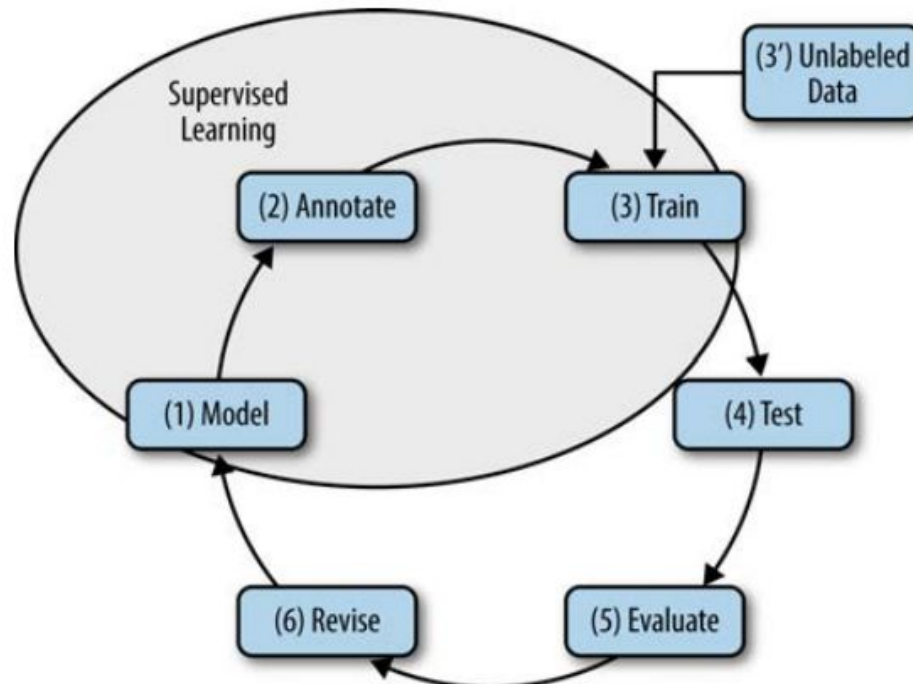 Supervised
Learning
(3') Unlabeled
Data
(2) Annotate
(3) Train
(1) Model
(4) Test
(6) Revise
(5) Evaluate